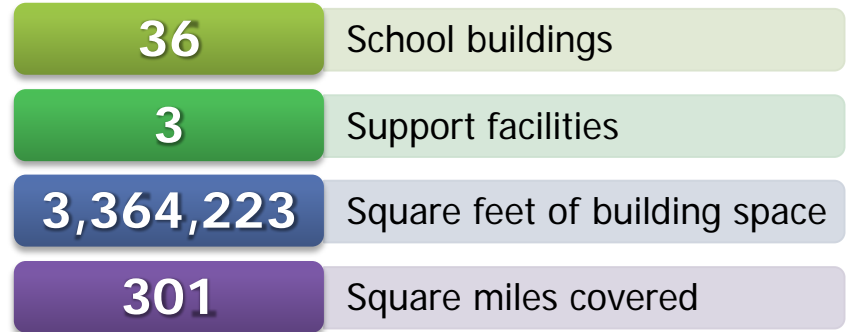 36 School buildings
3 Support facilities
3,364,223 Square feet of building space
301 Square miles covered